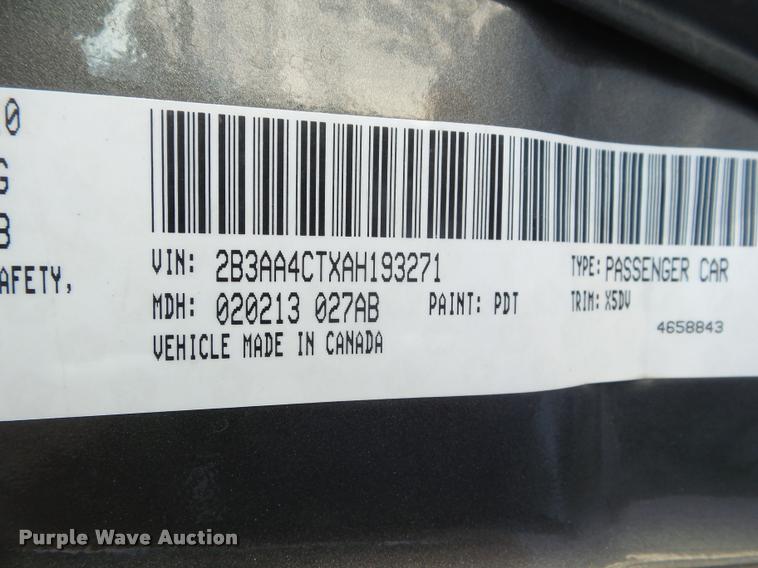 0
G
B
AFETY,
VIN: 2B3AA4CTXAH193271 TYPE: PASSENGER CAR
MDH: 020213 027AB PAINT: PDT TRIM: X5DV
4658843
VEHICLE MADE IN CANADA
Purple Wave Auction